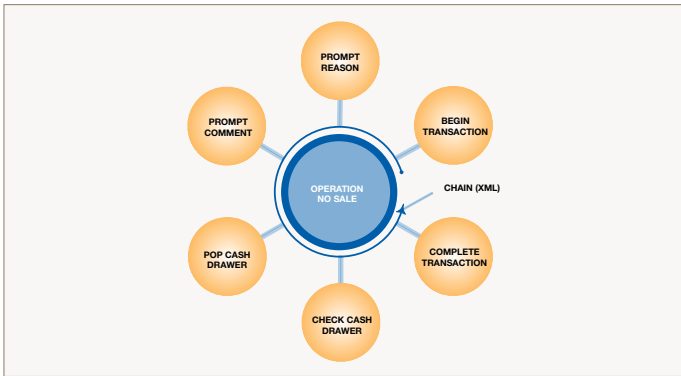 PROMPT
REASON
PROMPT
COMMENT
BEGIN
TRANSACTION
OPERATION
NO SALE
CHAIN (XML)
POP CASH
DRAWER
COMPLETE
TRANSACTION
CHECK CASH
DRAWER